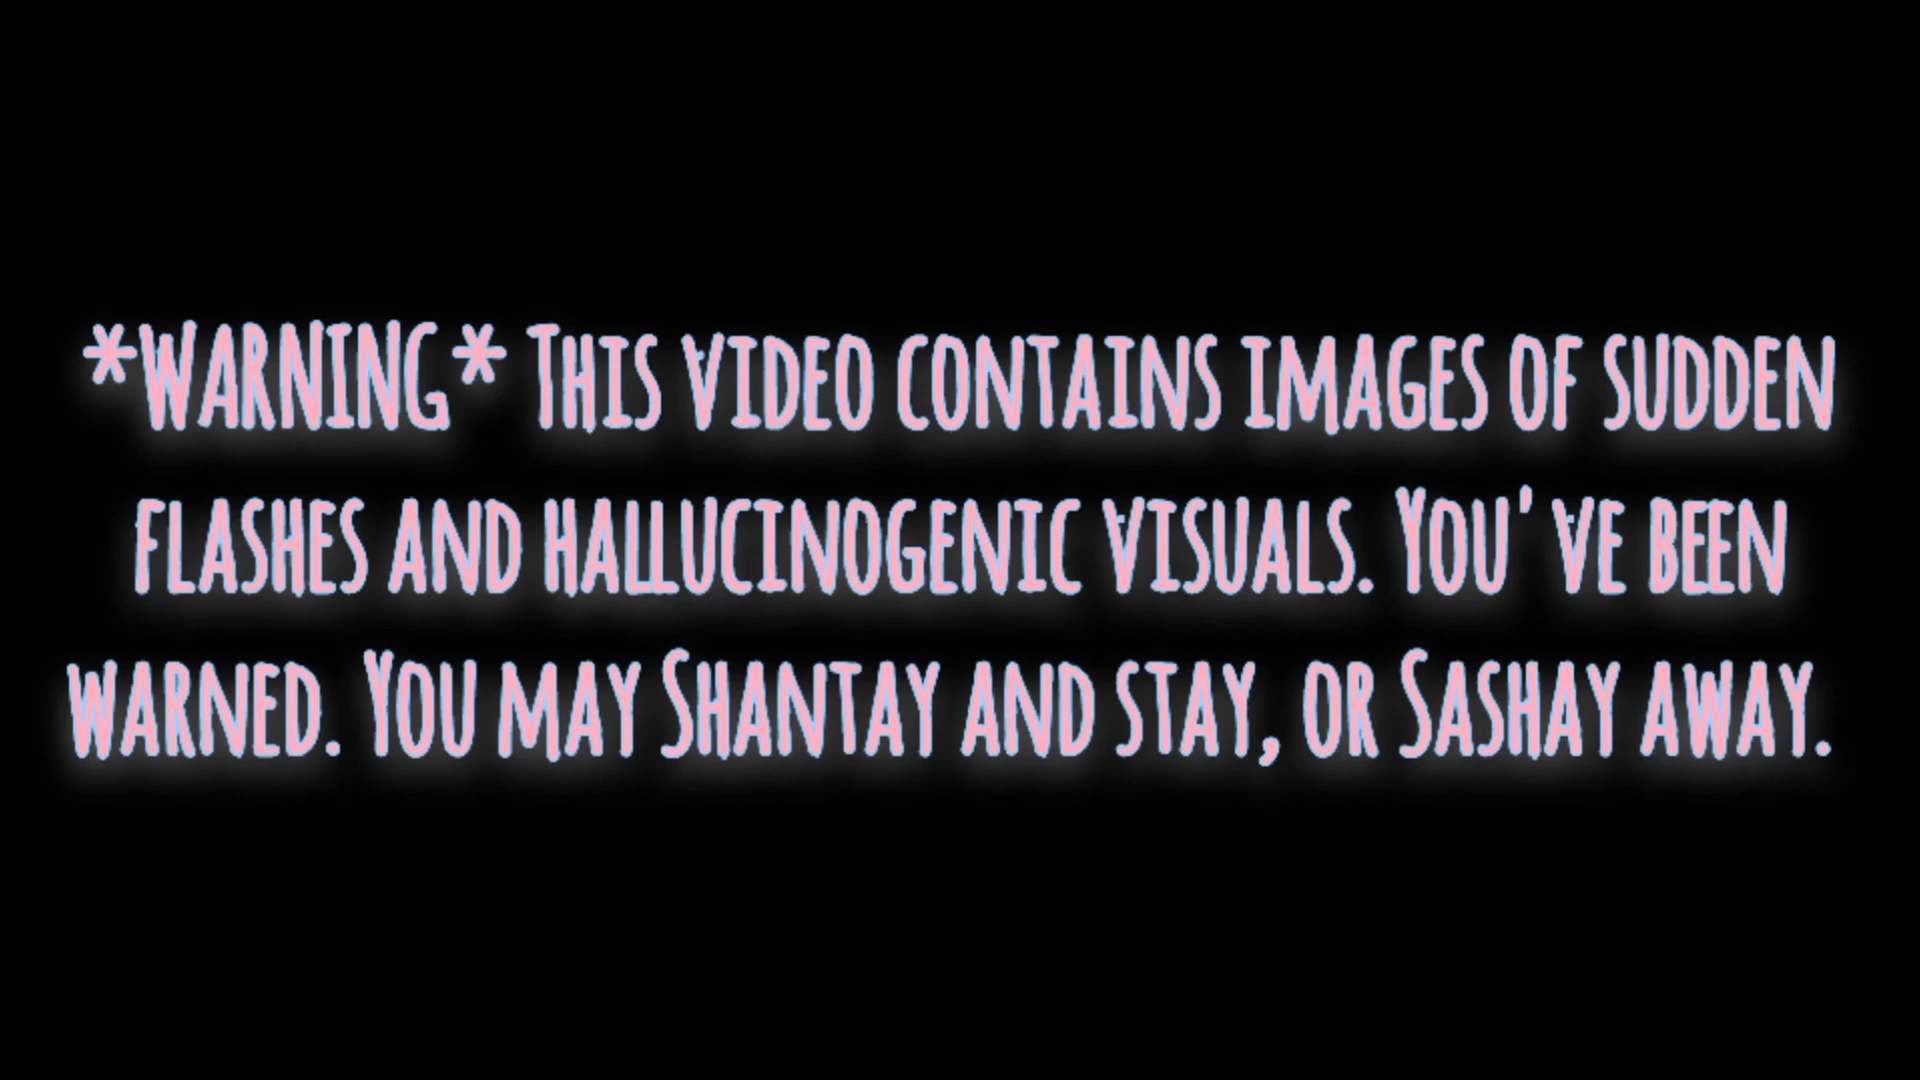 *WARNING* This video contains images of sudden
flashes and hallucinogenic visuals. You've been
warned. You may Shantay and stay, or Sashay away.